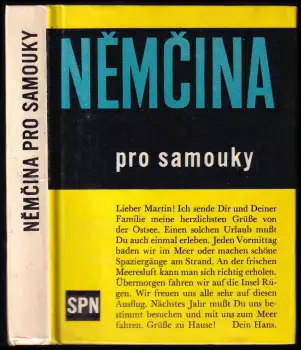 NĚMČINA PRO SAMOUKY
NĚMČINA
pro samouky
Lieber Martin! Ich sende Dir und Deiner
Familie meine herzlichsten Grüße von
der Ostsee. Einen solchen Urlaub mußt
Du auch einmal erleben. Jeden Vormittag
baden wir im Meer oder machen schöne
Spaziergänge am Strand. An der frischen
Meeresluft kann man sich richtig erholen.
Übermorgen fahren wir auf die Insel Rü-
gen. Wir freuen uns alle sehr auf diesen
Ausflug. Nächstes Jahr mußt Du uns be-
stimmt besuchen und mit uns zum Meer
fahren. Grüße zu Hause! Dein Hans.
SPN